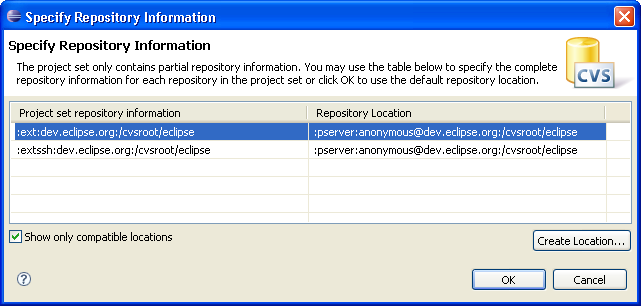 Specify Repository Information
Specify Repository Information
The project set only contains partial repository information. You may use the table below to specify the complete
repository information for each repository in the project set or click OK to use the default repository location.
CVS
Project set repository information Repository Location
:ext:dev.eclipse.org:/cvsroot/eclipse :pserver:anonymous@dev.eclipse.org:/cvsroot/eclipse
:extssh:dev.eclipse.org:/cvsroot/eclipse :pserver:anonymous@dev.eclipse.org:/cvsroot/eclipse
Show only compatible locations
Create Location...
? OK Cancel